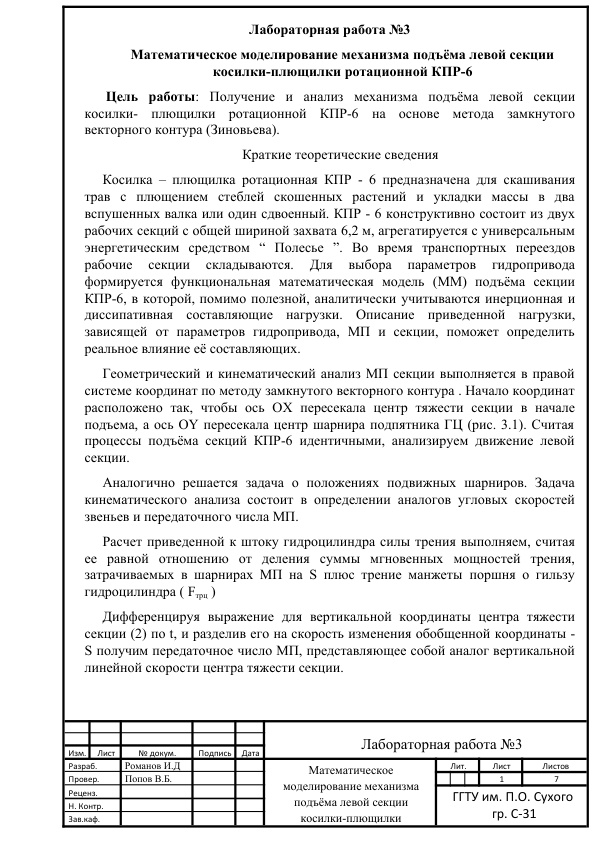 Лабораторная работа №3
Математическое моделирование механизма подъёма левой секции
косилки-плющилки ротационной КПР-6
Цель работы: Получение и анализ механизма подъёма левой секции
косилки- плющилки ротационной КПР-6 на основе метода замкнутого
векторного контура (Зиновьева).
Краткие теоретические сведения
Косилка – плющилка ротационная КПР - 6 предназначена для скашивания
трав с плющением стеблей скошенных растений и укладки массы в два
вспушенных валка или один сдвоенный. КПР - 6 конструктивно состоит из двух
рабочих секций с общей шириной захвата 6,2 м, агрегатируется с универсальным
энергетическим средством “ Полесье ”. Во время транспортных переездов
рабочие секции складываются. Для выбора параметров гидропривода
формируется функциональная математическая модель (ММ) подъёма секции
КПР-6, в которой, помимо полезной, аналитически учитываются инерционная и
диссипативная составляющие нагрузки. Описание приведенной нагрузки,
зависящей от параметров гидропривода, МП и секции, поможет определить
реальное влияние её составляющих.
Геометрический и кинематический анализ МП секции выполняется в правой
системе координат по методу замкнутого векторного контура . Начало координат
расположено так, чтобы ось OX пересекала центр тяжести секции в начале
подъема, а ось OY пересекала центр шарнира подпятника ГЦ (рис. 3.1). Считая
процессы подъёма секций КПР-6 идентичными, анализируем движение левой
секции.
Аналогично решается задача о положениях подвижных шарниров. Задача
кинематического анализа состоит в определении аналогов угловых скоростей
звеньев и передаточного числа МП.
Расчет приведенной к штоку гидроцилиндра силы трения выполняем, считая
ее равной отношению от деления суммы мгновенных мощностей трения,
затрачиваемых в шарнирах МП на S плюс трение манжеты поршня о гильзу
гидроцилиндра ( Fтрц )
Дифференцируя выражение для вертикальной координаты центра тяжести
секции (2) по t, и разделив его на скорость изменения обобщенной координаты -
S получим передаточное число МП, представляющее собой аналог вертикальной
линейной скорости центра тяжести секции.
Изм. Лист № докум. Подпись Дата
Лабораторная работа №3
Разраб. Романов И.Д
Провер. Попов В.Б.
Реценз.
Н. Контр.
Зав.каф.
Математическое
моделирование механизма
подъёма левой секции
косилки-плющилки
Лит. Лист Листов
1 7
ГГТУ им. П.О. Сухого
гр. С-31